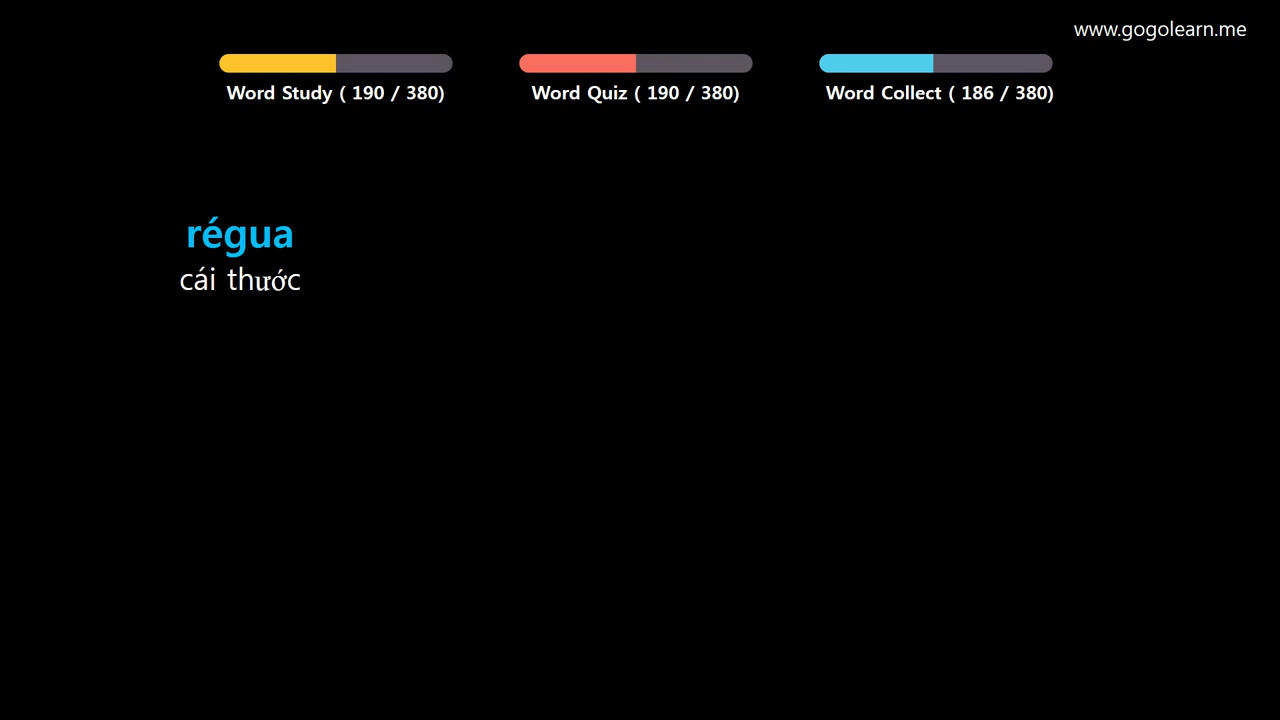 www.gogolearn.me
Word Study ( 190 / 380)
Word Quiz ( 190 / 380)
Word Collect ( 186 / 380)
régua
cái thước